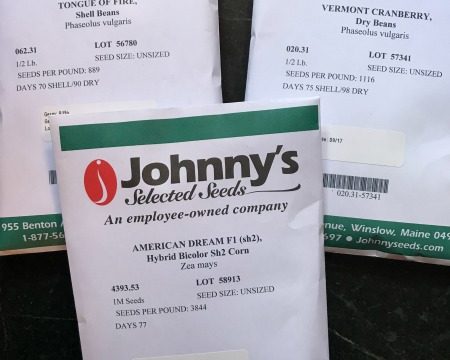 TONGUE OF FIRE,
Shell Beans
Phaseolus vulgaris
062.31 LOT 56780
1/2 Lb. SEED SIZE: UNSIZED
SEEDS PER POUND: 889
DAYS 70 SHELL/90 DRY
955 Benton
1-877-56
VERMONT CRANBERRY,
Dry Beans
Phaseolus vulgaris
020.31 LOT 57341
1/2 Lb. SEED SIZE: UNSIZED
SEEDS PER POUND: 1116
DAYS 75 SHELL/98 DRY
09/17
020.31-57341
enue, Winslow, Maine 049
697 • Johnnyseeds.com
Johnny's
Selected Seeds
An employee-owned company
AMERICAN DREAM F1 (sh2),
Hybrid Bicolor Sh2 Corn
Zea mays
4393.53 LOT 58913
1M Seeds SEED SIZE: UNSIZED
SEEDS PER POUND: 3844
DAYS 77